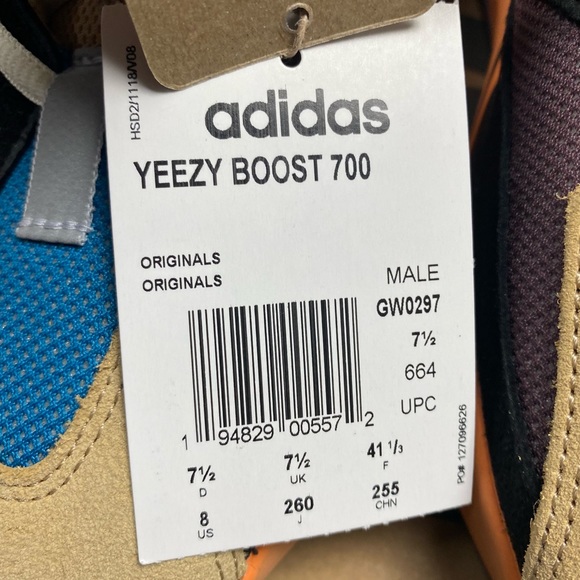 HSD2/1118/V08
adidas
YEEZY BOOST 700
ORIGINALS
ORIGINALS
MALE
GW0297
7½
664
UPC
1 94829 00557 2
7½ 7½ 41 1/3
D UK F
8 260 255
US J CHN
PO# 127096626